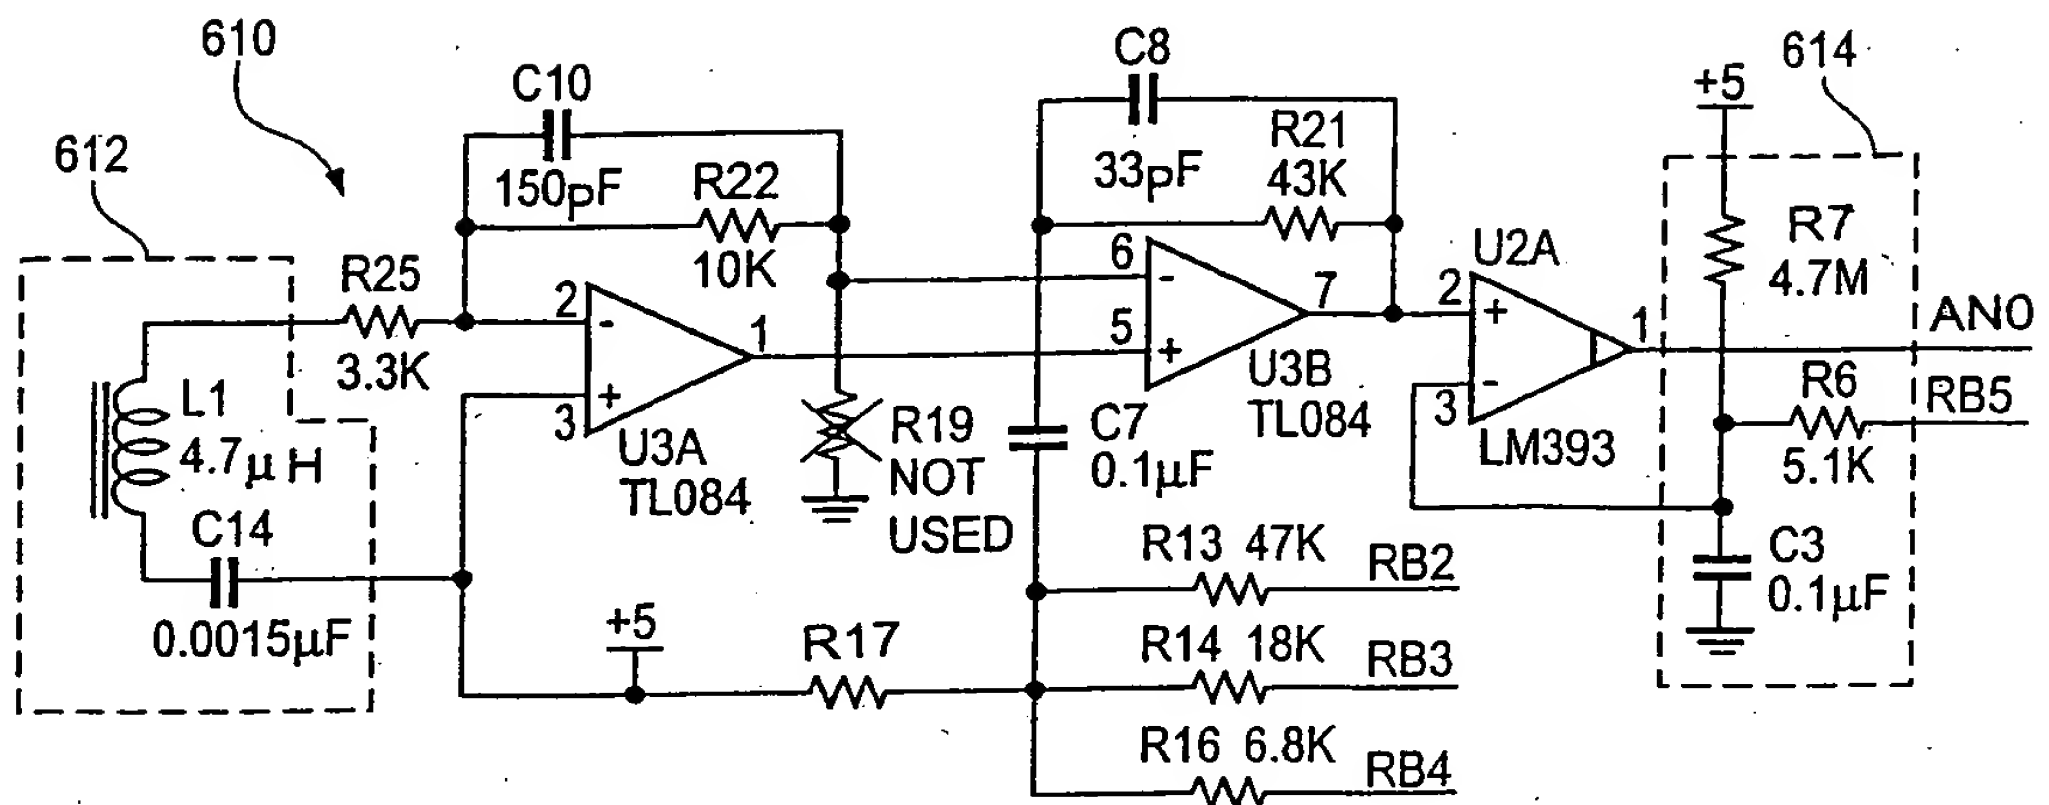 610
612
C10
150pF
R22
10K
R25
3.3K
2
-
+
3
1
U3A
TL084
L1
4.7μH
C14
0.0015μF
R19
NOT
USED
+5
R17
C8
33pF
R21
43K
6
-
5
+
7
U3B
TL084
C7
0.1μF
R13 47K
RB2
R14 18K
RB3
R16 6.8K
RB4
U2A
2
+
-
3
1
LM393
614
+5
R7
4.7M
AN0
R6
5.1K
RB5
C3
0.1μF